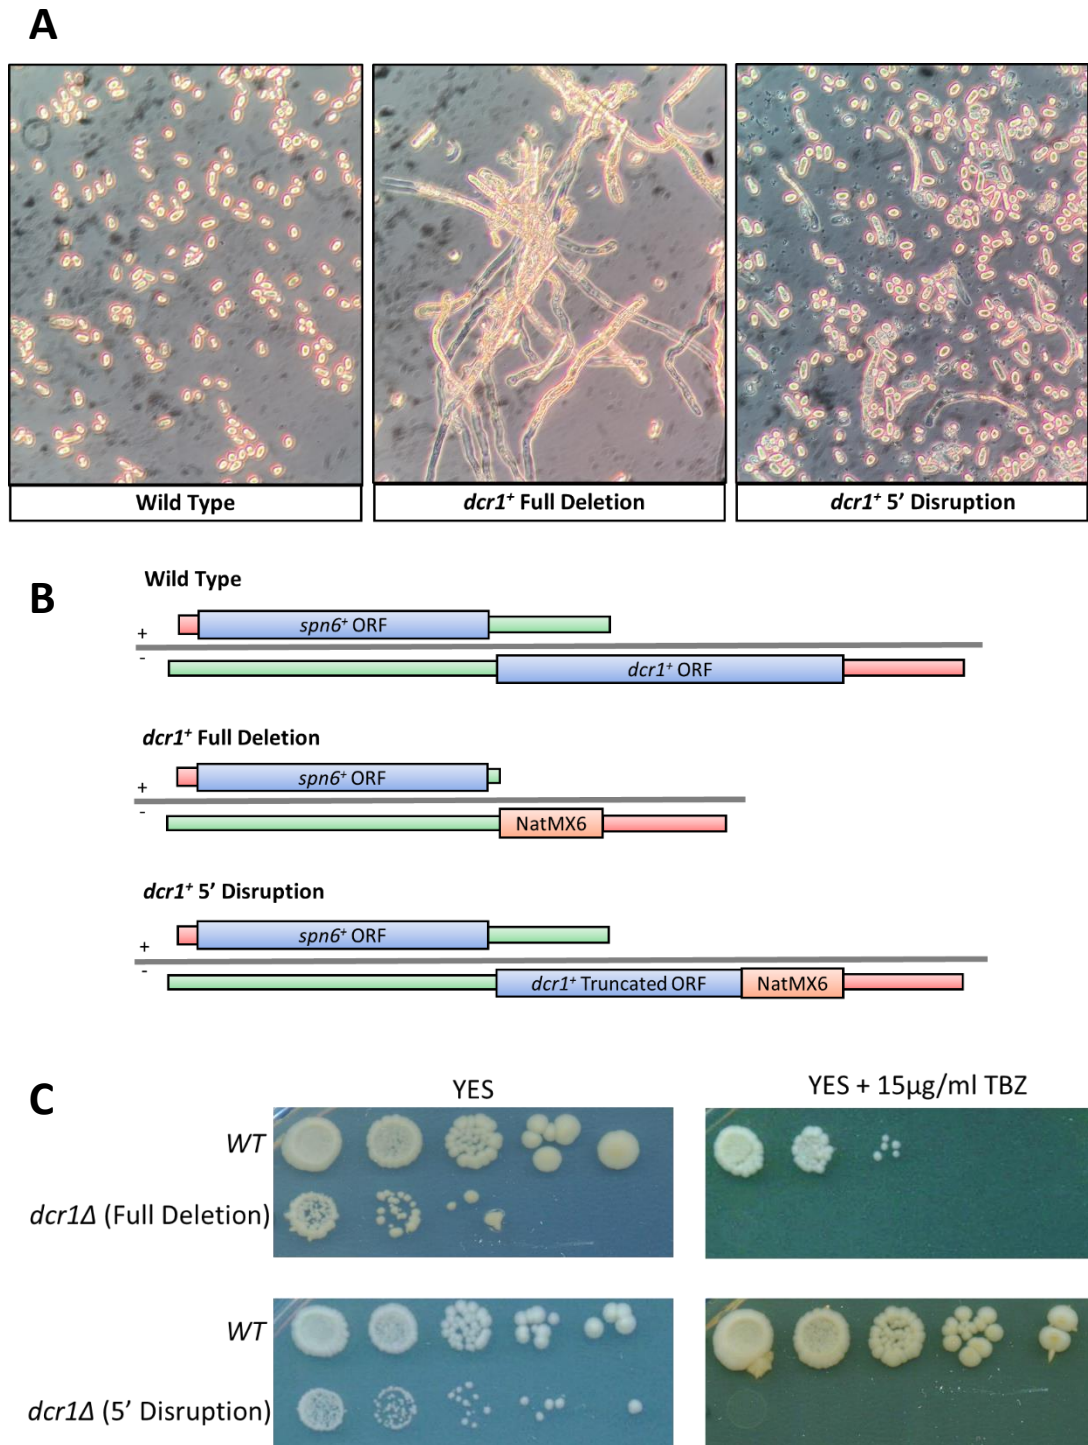 A
Wild Type
dcr1⁺ Full Deletion
dcr1⁺ 5’ Disruption
B
Wild Type
+
spn6⁺ ORF
-
dcr1⁺ ORF
dcr1⁺ Full Deletion
+
spn6⁺ ORF
-
NatMX6
dcr1⁺ 5’ Disruption
+
spn6⁺ ORF
-
dcr1⁺ Truncated ORF
NatMX6
C
YES
YES + 15µg/ml TBZ
WT
dcr1Δ (Full Deletion)
WT
dcr1Δ (5’ Disruption)